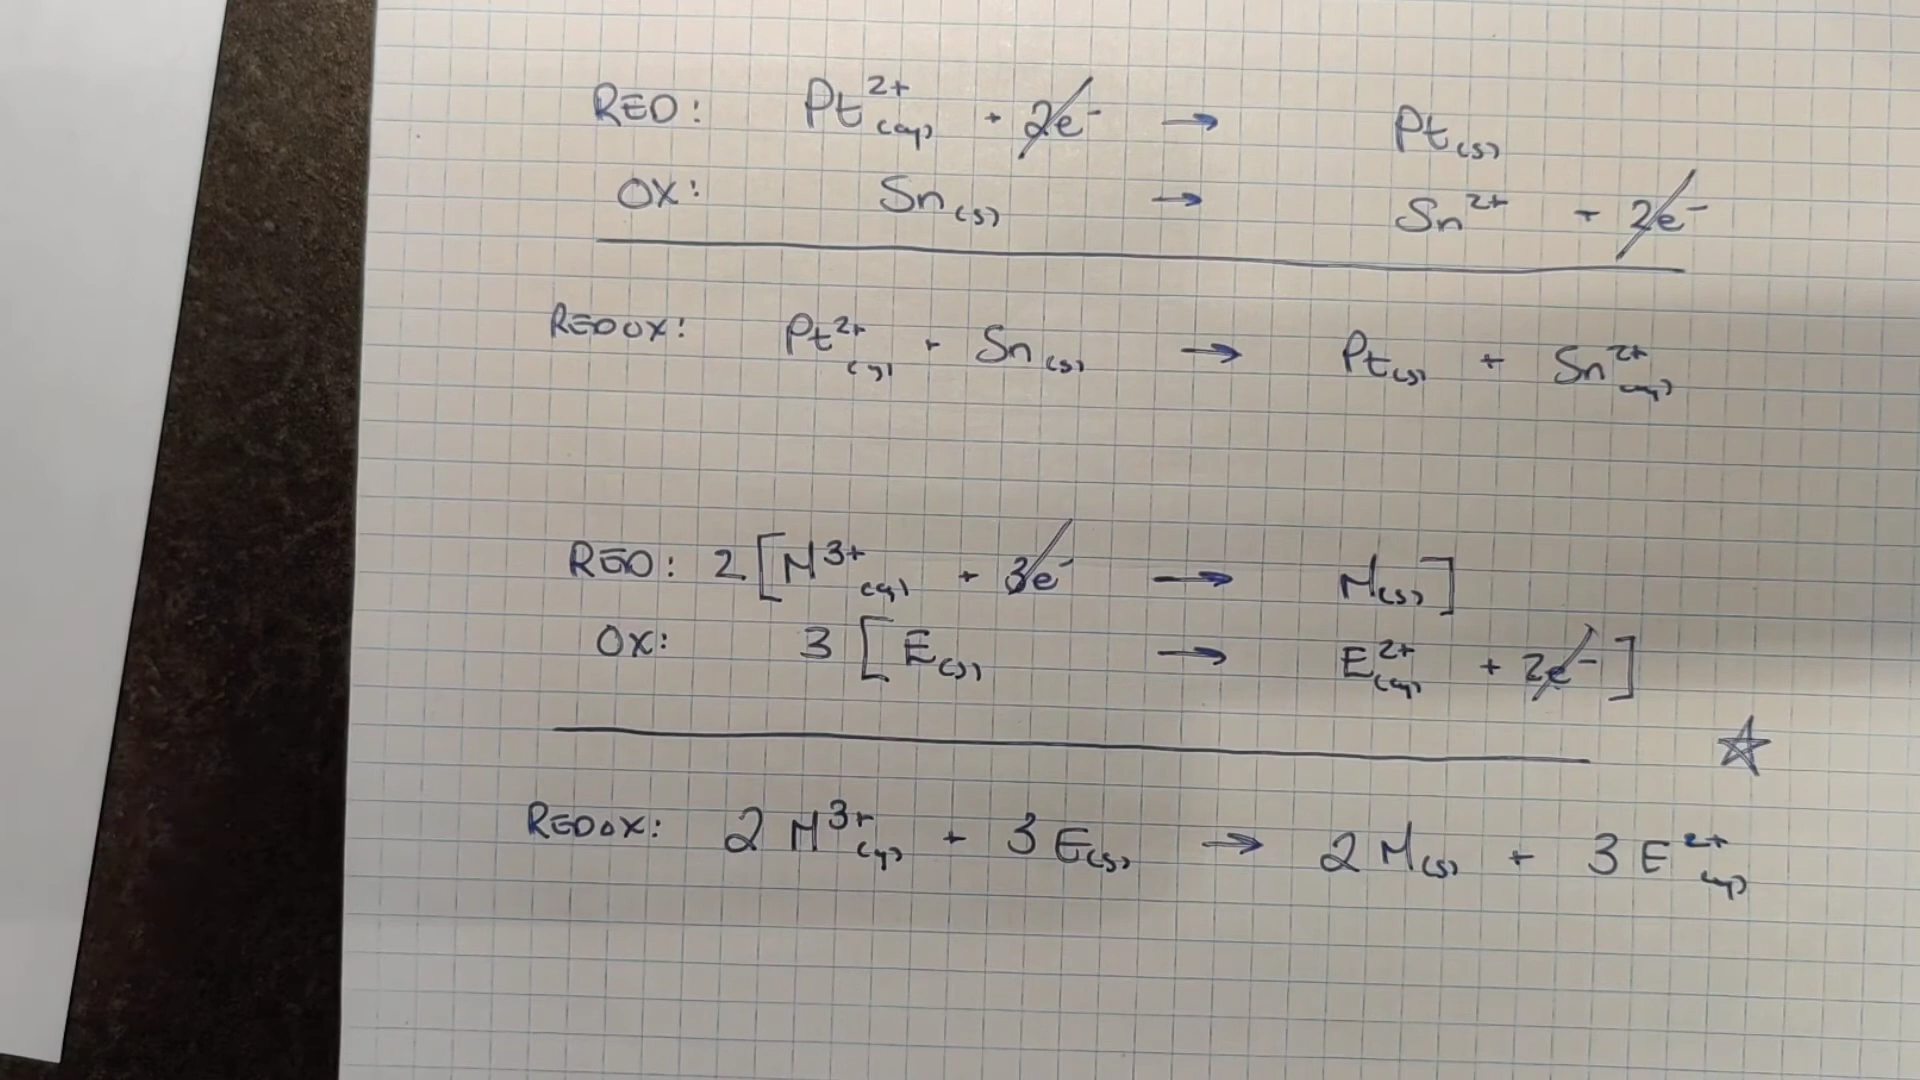 RED: Pt²⁺(aq) + 2e⁻ → Pt(s)
OX: Sn(s) → Sn²⁺ + 2e⁻
REDOX: Pt²⁺(aq) + Sn(s) → Pt(s) + Sn²⁺(aq)
RED: 2 [M³⁺(aq) + 3e⁻ → M(s)]
OX: 3 [E(s) → E²⁺(aq) + 2e⁻]
REDOX: 2 M³⁺(aq) + 3 E(s) → 2 M(s) + 3 E²⁺(aq)